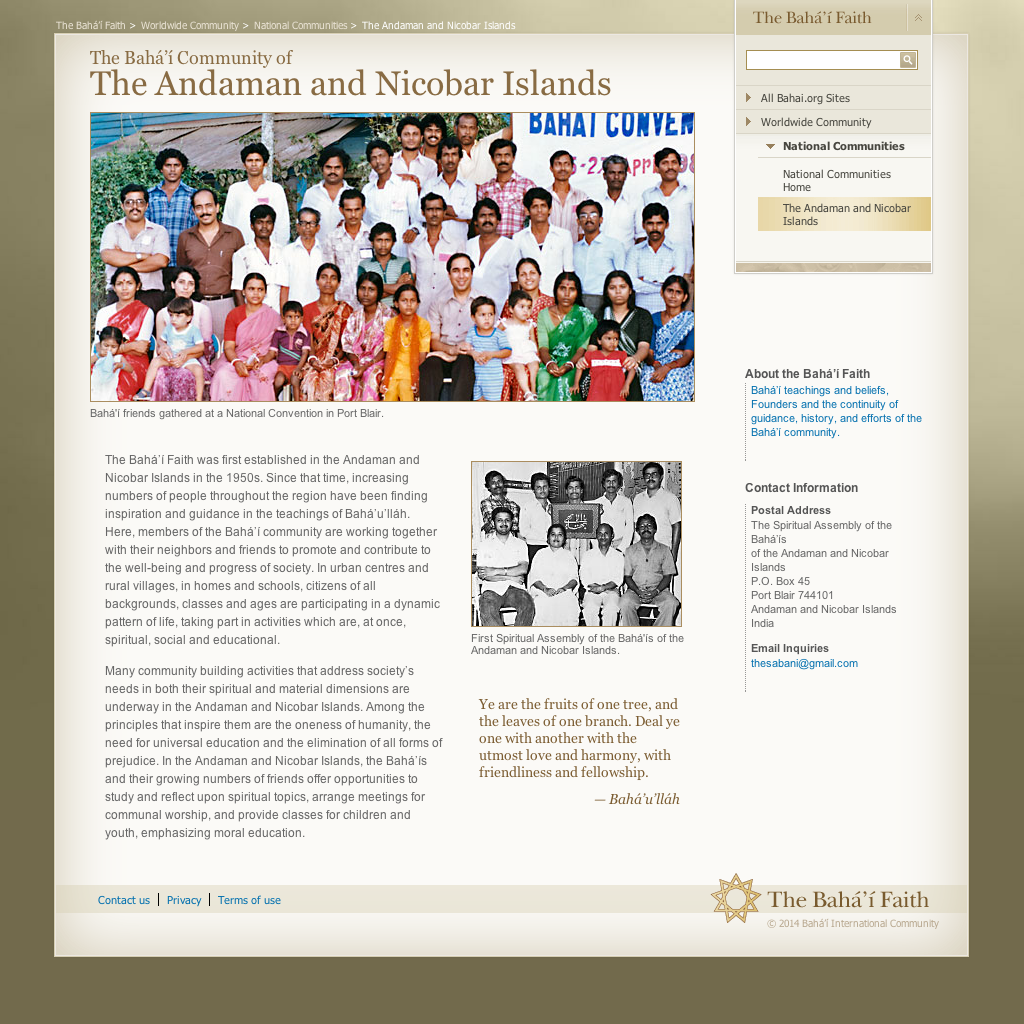 The Bahá’í Faith > Worldwide Community > National Communities > The Andaman and Nicobar Islands
The Bahá’í Faith
The Bahá’í Community of
The Andaman and Nicobar Islands
All Bahai.org Sites
Worldwide Community
National Communities
National Communities
Home
The Andaman and Nicobar
Islands
BAHA'I CONVEN
Bahá'í friends gathered at a National Convention in Port Blair.
The Bahá’í Faith was first established in the Andaman and
Nicobar Islands in the 1950s. Since that time, increasing
numbers of people throughout the region have been finding
inspiration and guidance in the teachings of Bahá’u’lláh.
Here, members of the Bahá’í community are working together
with their neighbors and friends to promote and contribute to
the well-being and progress of society. In urban centres and
rural villages, in homes and schools, citizens of all
backgrounds, classes and ages are participating in a dynamic
pattern of life, taking part in activities which are, at once,
spiritual, social and educational.
Many community building activities that address society’s
needs in both their spiritual and material dimensions are
underway in the Andaman and Nicobar Islands. Among the
principles that inspire them are the oneness of humanity, the
need for universal education and the elimination of all forms of
prejudice. In the Andaman and Nicobar Islands, the Bahá’ís
and their growing numbers of friends offer opportunities to
study and reflect upon spiritual topics, arrange meetings for
communal worship, and provide classes for children and
youth, emphasizing moral education.
First Spiritual Assembly of the Bahá'ís of the
Andaman and Nicobar Islands.
Ye are the fruits of one tree, and
the leaves of one branch. Deal ye
one with another with the
utmost love and harmony, with
friendliness and fellowship.
— Bahá’u’lláh
About the Bahá’í Faith
Bahá’í teachings and beliefs,
Founders and the continuity of
guidance, history, and efforts of the
Bahá’í community.
Contact Information
Postal Address
The Spiritual Assembly of the
Bahá'ís
of the Andaman and Nicobar
Islands
P.O. Box 45
Port Blair 744101
Andaman and Nicobar Islands
India
Email Inquiries
thesabani@gmail.com
Contact us | Privacy | Terms of use
The Bahá’í Faith
© 2014 Bahá’í International Community